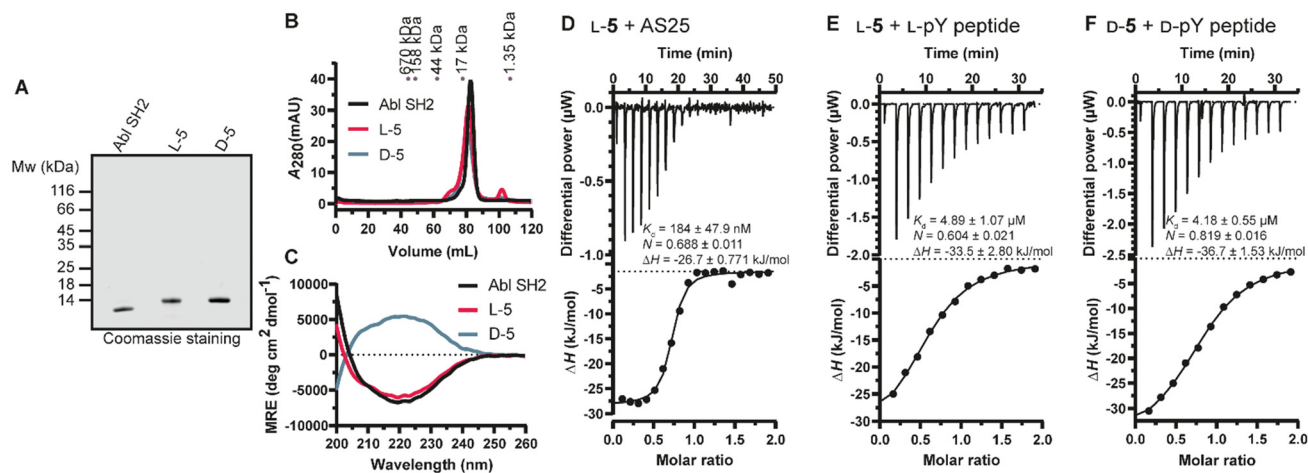 A
Abl SH2
L-5
D-5
Mw (kDa)
116
66
45
35
25
18
14
Coomassie staining
B
670 kDa
158 kDa
44 kDa
17 kDa
1.35 kDa
A280(mAU)
40
30
20
10
0
Abl SH2
L-5
D-5
0 20 40 60 80 100 120
Volume (mL)
C
MRE (deg cm² dmol⁻¹)
10000
5000
0
-5000
-10000
Abl SH2
L-5
D-5
200 210 220 230 240 250 260
Wavelength (nm)
D L-5 + AS25
Time (min)
0 10 20 30 40 50
Differential power (µW)
0.0
-0.5
-1.0
Kd = 184 ± 47.9 nM
N = 0.688 ± 0.011
ΔH = -26.7 ± 0.771 kJ/mol
ΔH (kJ/mol)
0
-5
-10
-15
-20
-25
-30
0.0 0.5 1.0 1.5 2.0
Molar ratio
E L-5 + L-pY peptide
Time (min)
0 10 20 30
Differential power (µW)
0.0
-0.5
-1.0
-1.5
-2.0
Kd = 4.89 ± 1.07 µM
N = 0.604 ± 0.021
ΔH = -33.5 ± 2.80 kJ/mol
ΔH (kJ/mol)
0
-5
-10
-15
-20
-25
-30
0.0 0.5 1.0 1.5 2.0
Molar ratio
F D-5 + D-pY peptide
Time (min)
0 10 20 30
Differential power (µW)
0.0
-0.5
-1.0
-1.5
-2.0
-2.5
Kd = 4.18 ± 0.55 µM
N = 0.819 ± 0.016
ΔH = -36.7 ± 1.53 kJ/mol
ΔH (kJ/mol)
0
-5
-10
-15
-20
-25
-30
0.0 0.5 1.0 1.5 2.0
Molar ratio